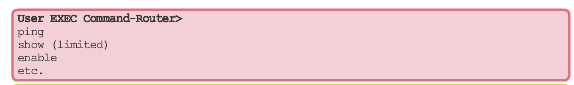 User EXEC Command-Router>
ping
show (limited)
enable
etc.